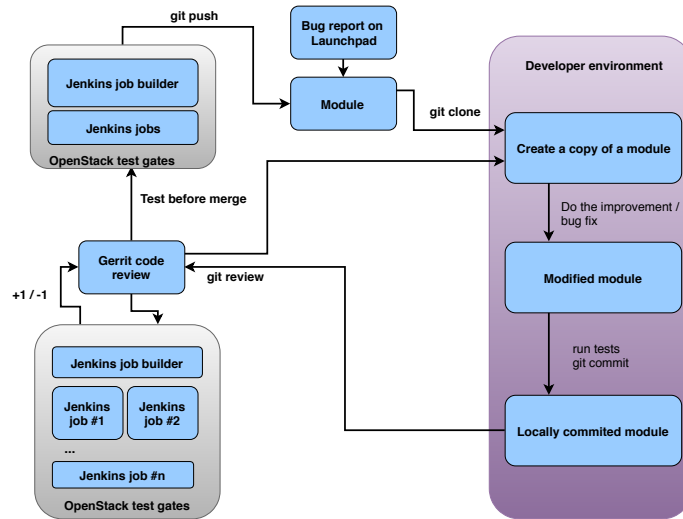 git push
Bug report on
Launchpad
Jenkins job builder
Jenkins jobs
OpenStack test gates
Module
git clone
Developer environment
Create a copy of a module
Test before merge
Do the improvement /
bug fix
Gerrit code
review
git review
Modified module
+1 / -1
run tests
git commit
Jenkins job builder
Jenkins
job #1
Jenkins
job #2
...
Jenkins job #n
OpenStack test gates
Locally commited module